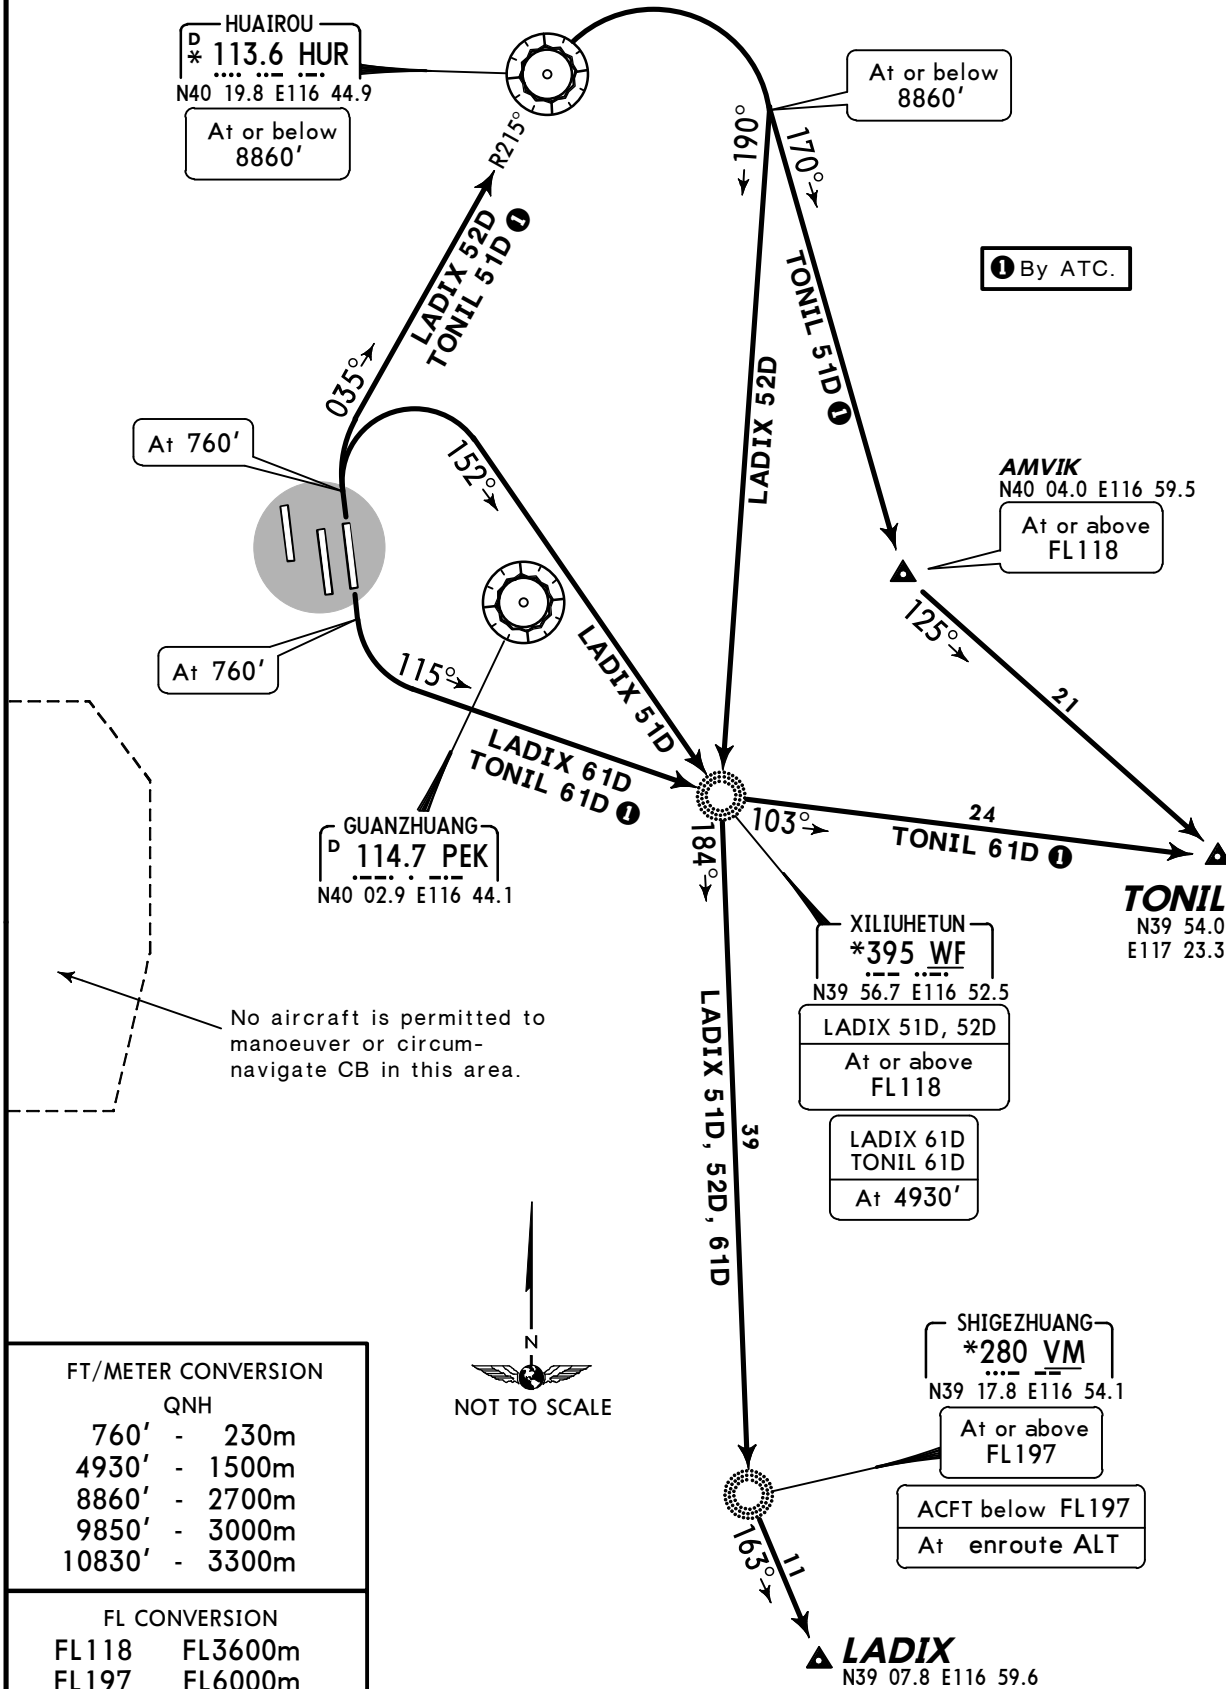 HUAIROU
D
* 113.6 HUR
N40 19.8 E116 44.9
At or below
8860'
R215°
At or below
8860'
190°
170°
LADIX 52D
TONIL 51D 1
035°
1 By ATC.
TONIL 51D 1
LADIX 52D
At 760'
152°
AMVIK
N40 04.0 E116 59.5
At or above
FL118
125°
21
At 760'
115°
LADIX 51D
LADIX 61D
TONIL 61D 1
GUANZHUANG
D 114.7 PEK
N40 02.9 E116 44.1
103°
24
TONIL 61D 1
184°
TONIL
N39 54.0
E117 23.3
XILIUHETUN
*395 WF
N39 56.7 E116 52.5
LADIX 51D, 52D
At or above
FL118
LADIX 61D
TONIL 61D
At 4930'
No aircraft is permitted to
manoeuver or circum-
navigate CB in this area.
LADIX 51D, 52D, 61D
39
N
NOT TO SCALE
SHIGEZHUANG
*280 VM
N39 17.8 E116 54.1
At or above
FL197
ACFT below FL197
At enroute ALT
163°
11
LADIX
N39 07.8 E116 59.6
FT/METER CONVERSION
QNH
760' - 230m
4930' - 1500m
8860' - 2700m
9850' - 3000m
10830' - 3300m
FL CONVERSION
FL118 FL3600m
FL197 FL6000m